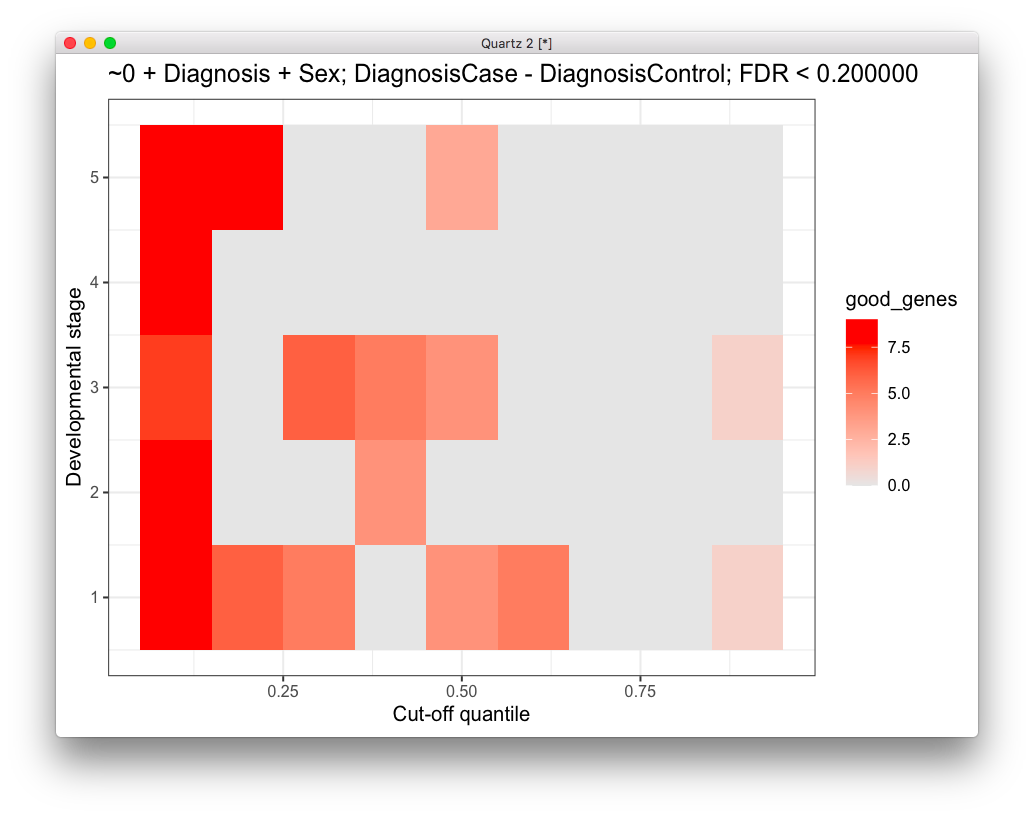 Quartz 2 [*]
~0 + Diagnosis + Sex; DiagnosisCase - DiagnosisControl; FDR < 0.200000
Developmental stage
5
4
3
2
1
0.25 0.50 0.75
Cut-off quantile
good_genes
7.5
5.0
2.5
0.0